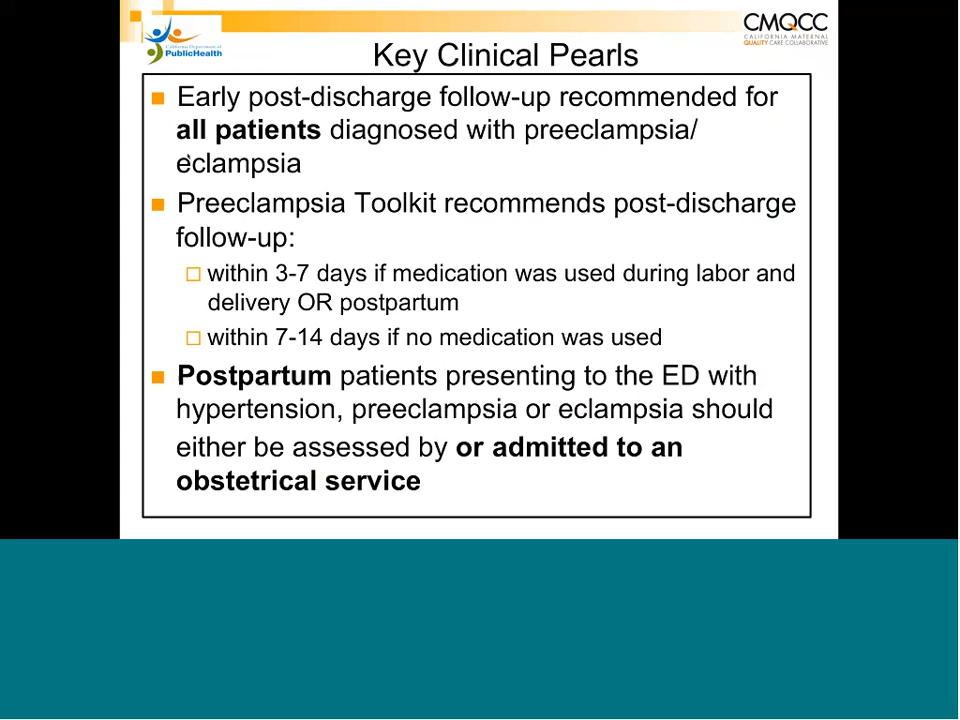 California Department of
PublicHealth
CMQCC
CALIFORNIA MATERNAL
QUALITY CARE COLLABORATIVE
Key Clinical Pearls
Early post-discharge follow-up recommended for
all patients diagnosed with preeclampsia/
eclampsia
Preeclampsia Toolkit recommends post-discharge
follow-up:
within 3-7 days if medication was used during labor and
delivery OR postpartum
within 7-14 days if no medication was used
Postpartum patients presenting to the ED with
hypertension, preeclampsia or eclampsia should
either be assessed by or admitted to an
obstetrical service